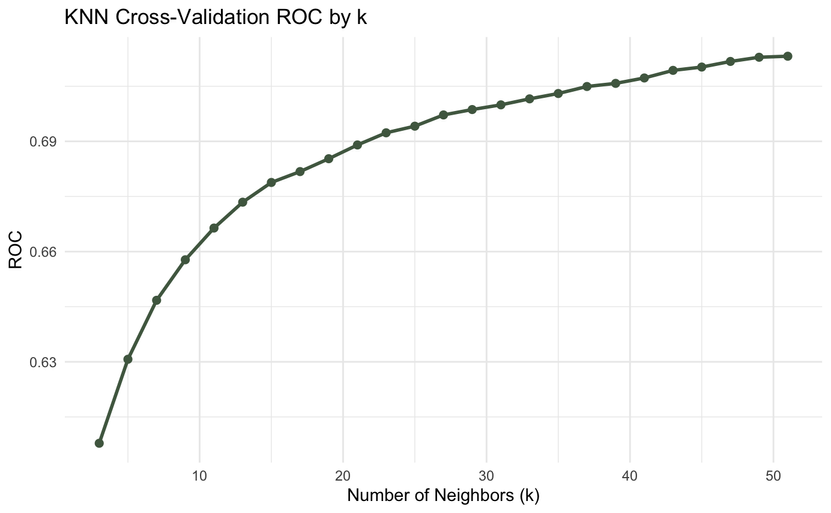 KNN Cross-Validation ROC by k
ROC
0.69
0.66
0.63
10 20 30 40 50
Number of Neighbors (k)